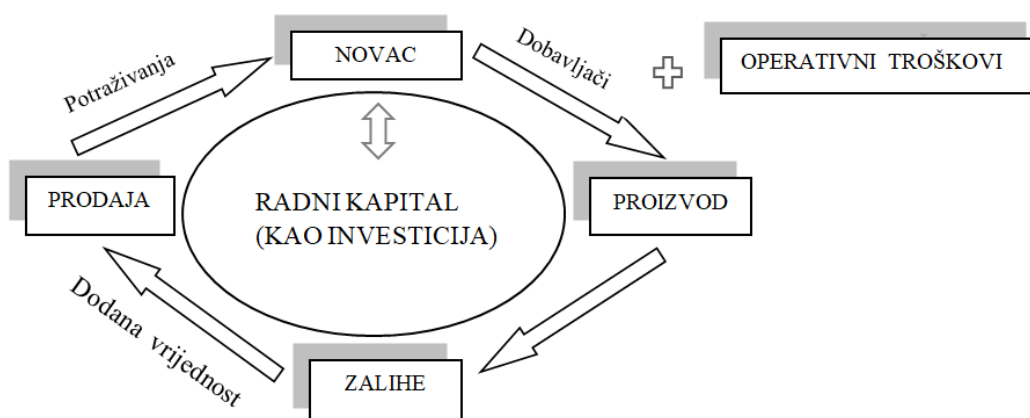 NOVAC
Dobavljači
OPERATIVNI TROŠKOVI
Potraživanja
PRODAJA
RADNI KAPITAL
(KAO INVESTICIJA)
PROIZVOD
Dodana vrijednost
ZALIHE